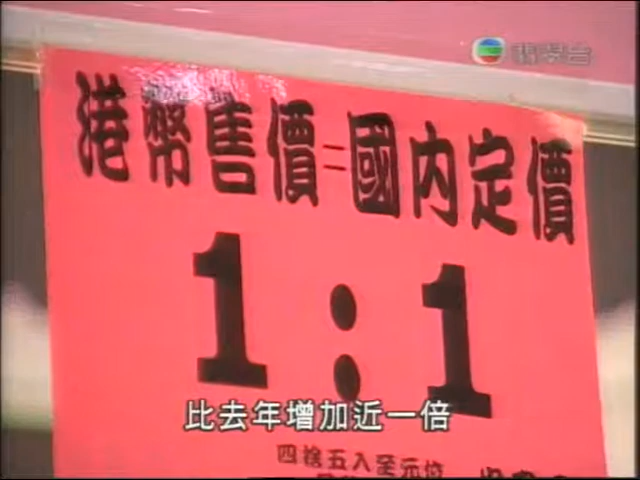 翡翠台
港幣售價=國內定價
1:1
比去年增加近一倍
四捨五入至元位